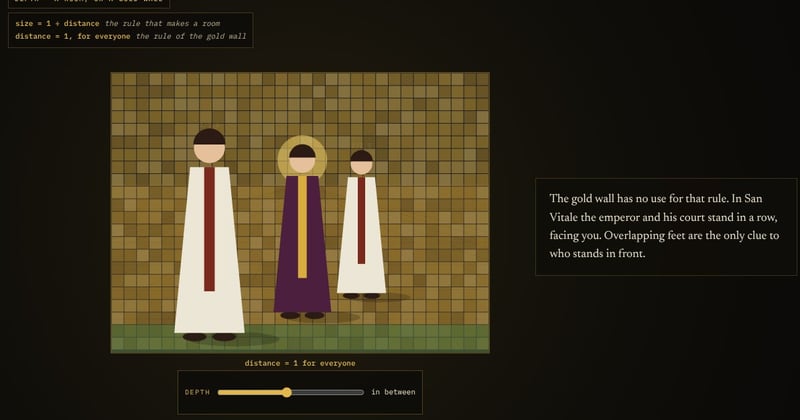 size = 1 ÷ distance the rule that makes a room
distance = 1, for everyone the rule of the gold wall
The gold wall has no use for that rule. In San
Vitale the emperor and his court stand in a row,
facing you. Overlapping feet are the only clue to
who stands in front.
distance = 1 for everyone
DEPTH in between